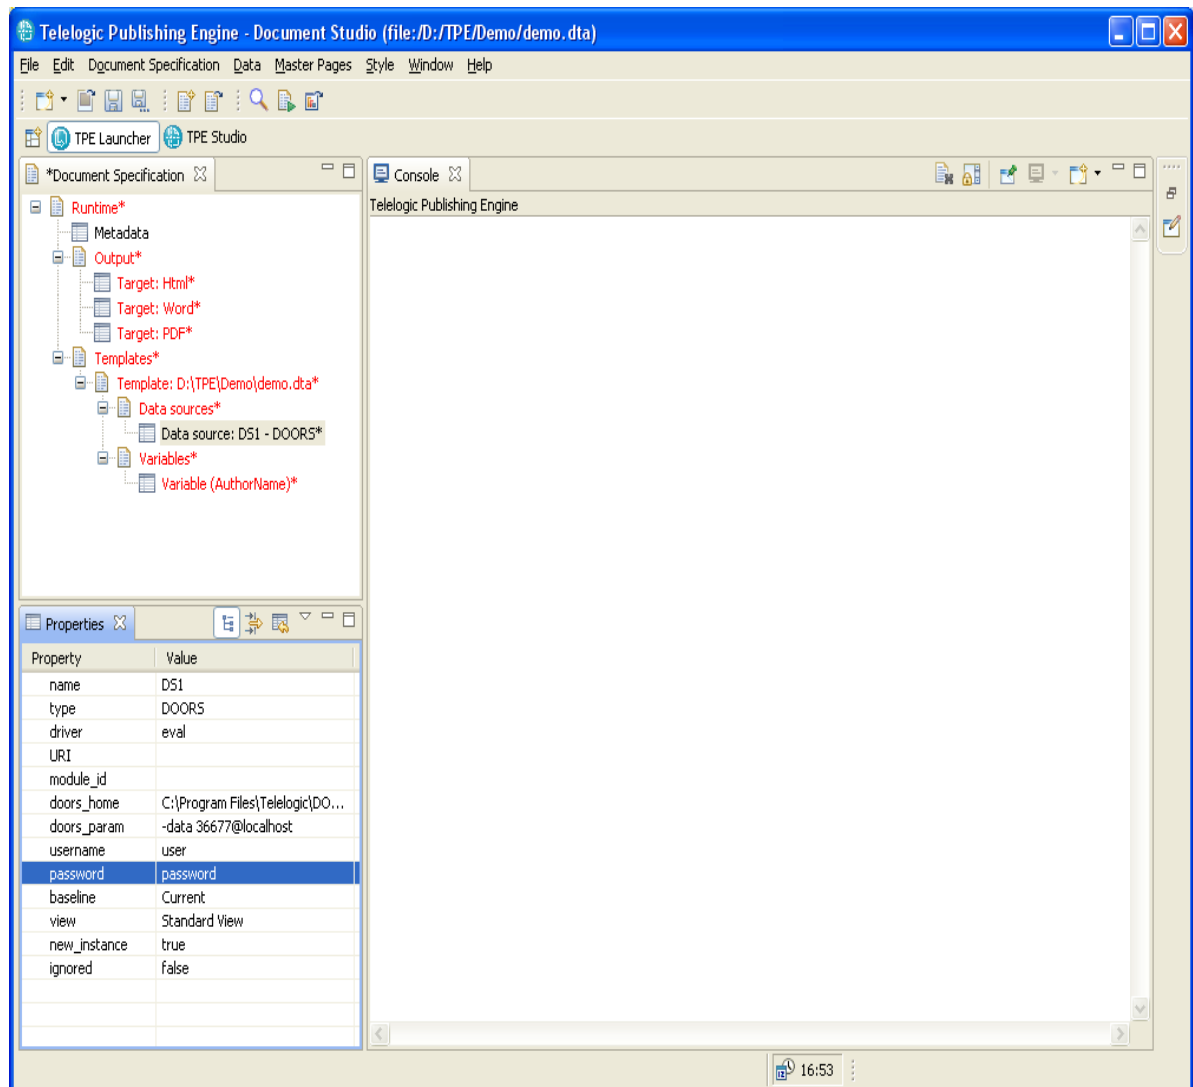 Telelogic Publishing Engine - Document Studio (file:/D:/TPE/Demo/demo.dta)
File Edit Document Specification Data Master Pages Style Window Help
TPE Launcher TPE Studio
*Document Specification
Runtime*
Metadata
Output*
Target: Html*
Target: Word*
Target: PDF*
Templates*
Template: D:\TPE\Demo\demo.dta*
Data sources*
Data source: DS1 - DOORS*
Variables*
Variable (AuthorName)*
Console
Telelogic Publishing Engine
Properties
Property Value
name DS1
type DOORS
driver eval
URI
module_id
doors_home C:\Program Files\Telelogic\DO...
doors_param -data 36677@localhost
username user
password password
baseline Current
view Standard View
new_instance true
ignored false
16:53